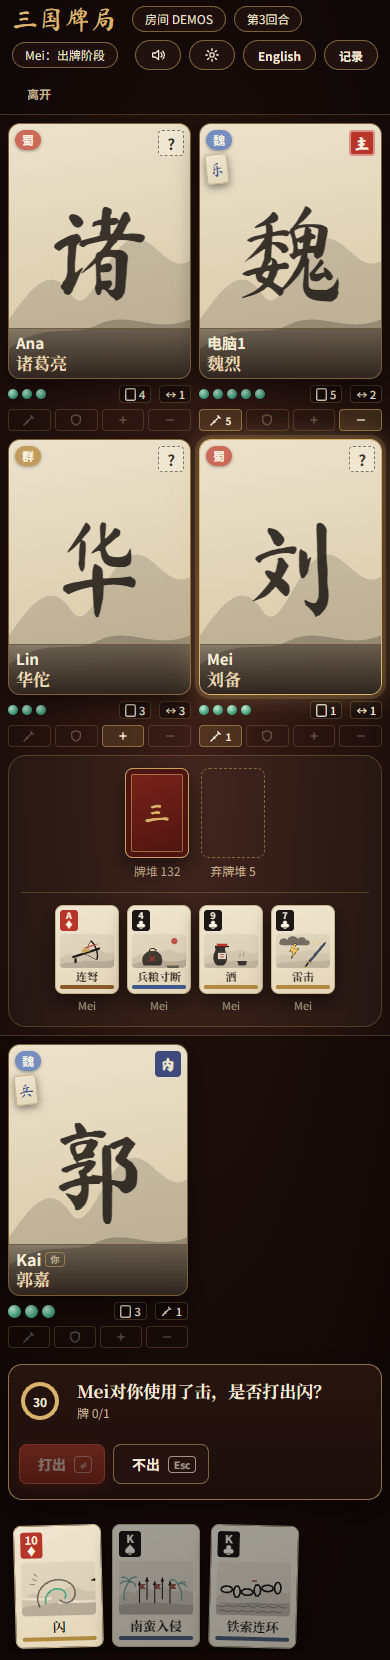 三国牌局
房间 DEMOS
第3回合
Mei：出牌阶段
English
记录
离开
蜀
?
诸
Ana
诸葛亮
4
1
魏
主
乐
魏
电脑1
魏烈
5
2
5
群
?
华
Lin
华佗
3
3
蜀
?
刘
Mei
刘备
1
1
1
三
牌堆 132
弃牌堆 5
A
连弩
Mei
4
兵粮寸断
Mei
9
酒
Mei
7
雷击
Mei
魏
内
兵
郭
Kai 你
郭嘉
3
1
30
Mei对你使用了击，是否打出闪？
牌 0/1
打出
不出 Esc
10
闪
K
南蛮入侵
K
铁索连环